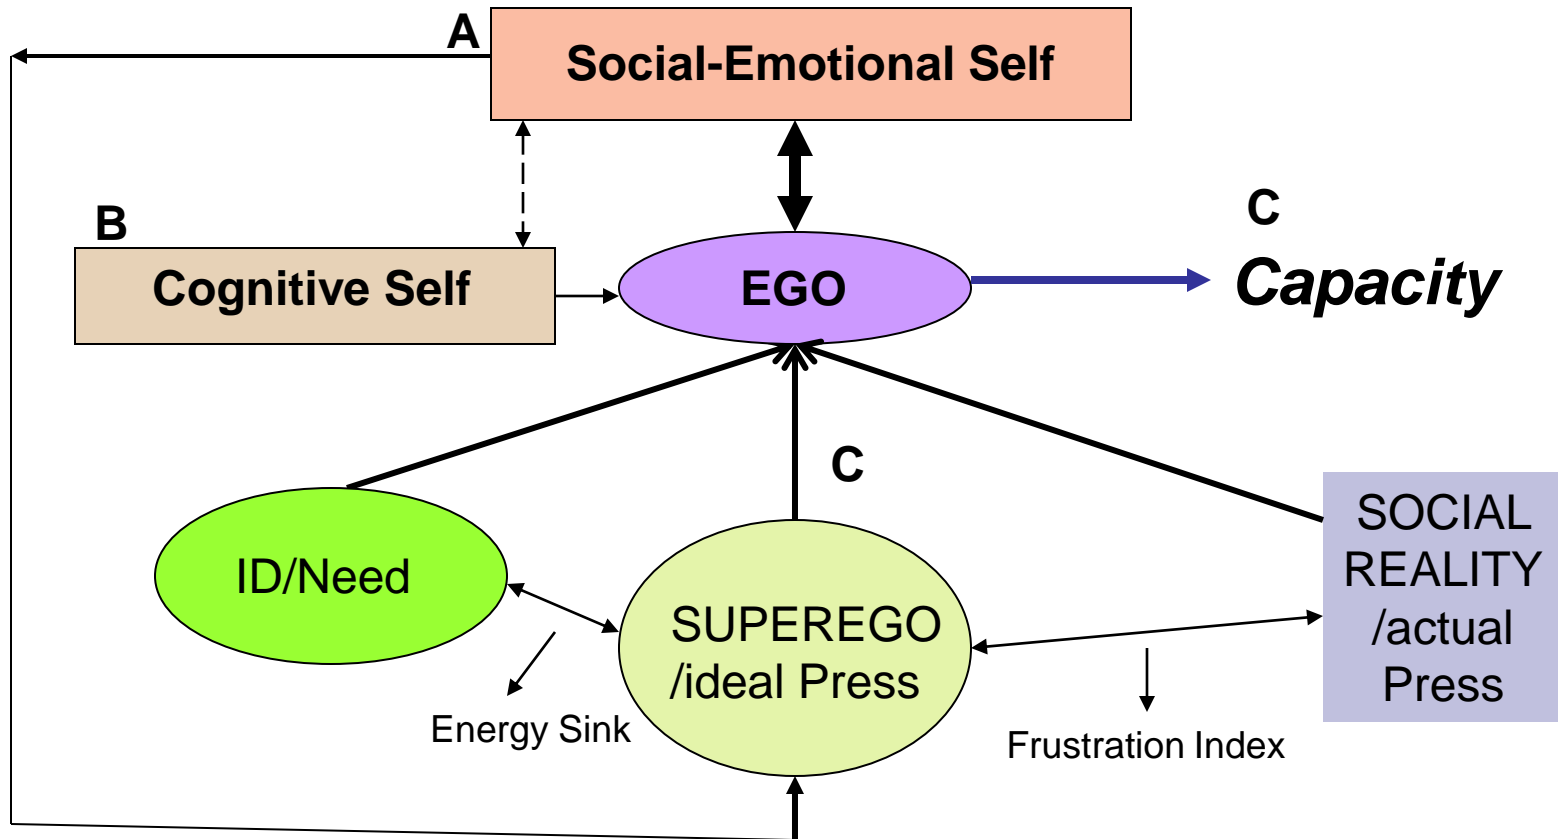 A
Social-Emotional Self
B
C
Cognitive Self
EGO
Capacity
C
ID/Need
SUPEREGO
/ideal Press
SOCIAL
REALITY
/actual
Press
Energy Sink
Frustration Index